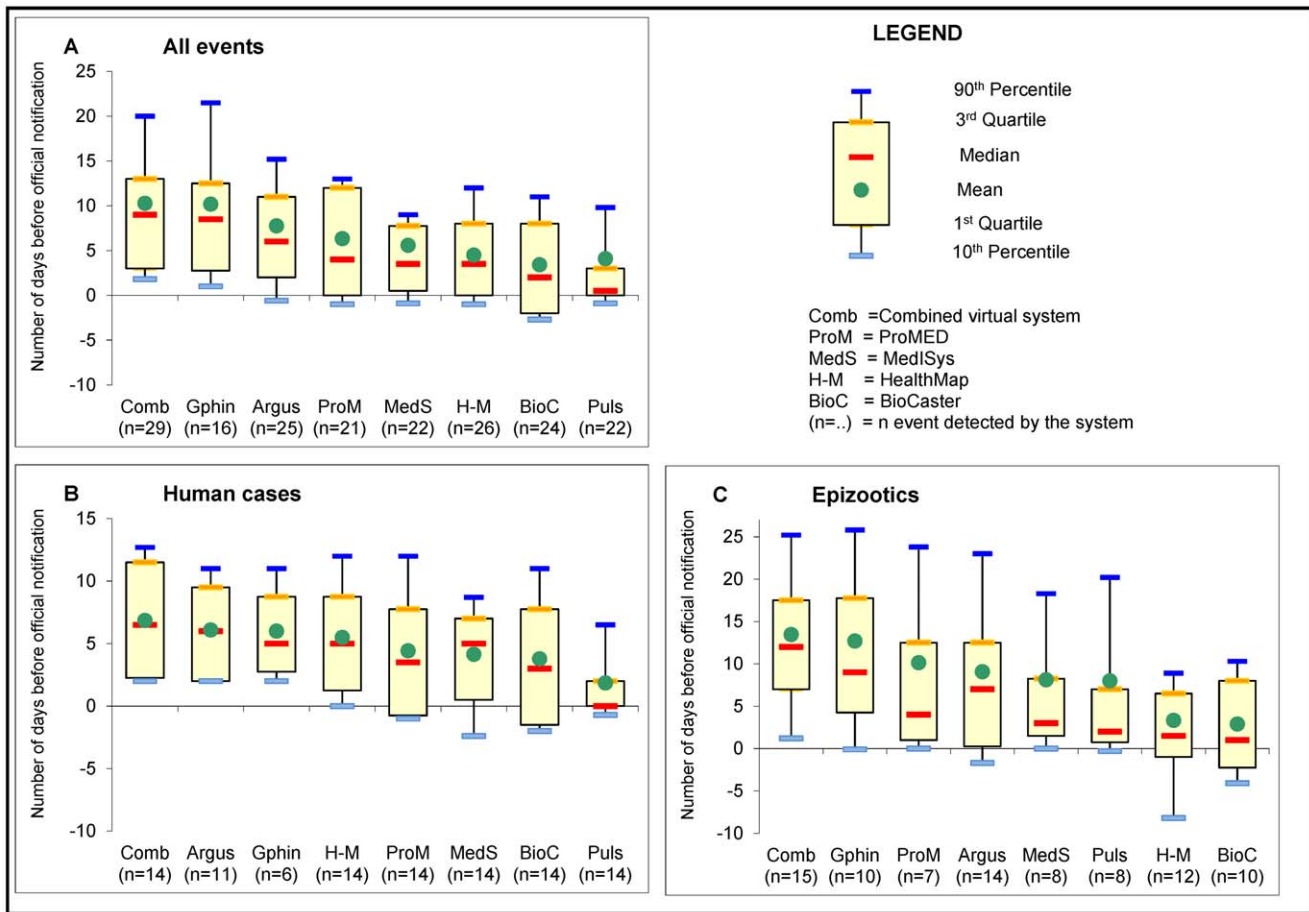 A All events
Number of days before official notification
25
20
15
10
5
0
-5
-10
Comb Gphin Argus ProM MedS H-M BioC Puls
(n=29) (n=16) (n=25) (n=21) (n=22) (n=26) (n=24) (n=22)
LEGEND
90th Percentile
3rd Quartile
Median
Mean
1st Quartile
10th Percentile
Comb =Combined virtual system
ProM = ProMED
MedS = MedISys
H-M = HealthMap
BioC = BioCaster
(n=..) = n event detected by the system
B Human cases
Number of days before official notification
15
10
5
0
-5
-10
Comb Argus Gphin H-M ProM MedS BioC Puls
(n=14) (n=11) (n=6) (n=14) (n=14) (n=14) (n=14) (n=14)
C Epizootics
Number of days before official notification
25
20
15
10
5
0
-5
-10
Comb Gphin ProM Argus MedS Puls H-M BioC
(n=15) (n=10) (n=7) (n=14) (n=8) (n=8) (n=12) (n=10)